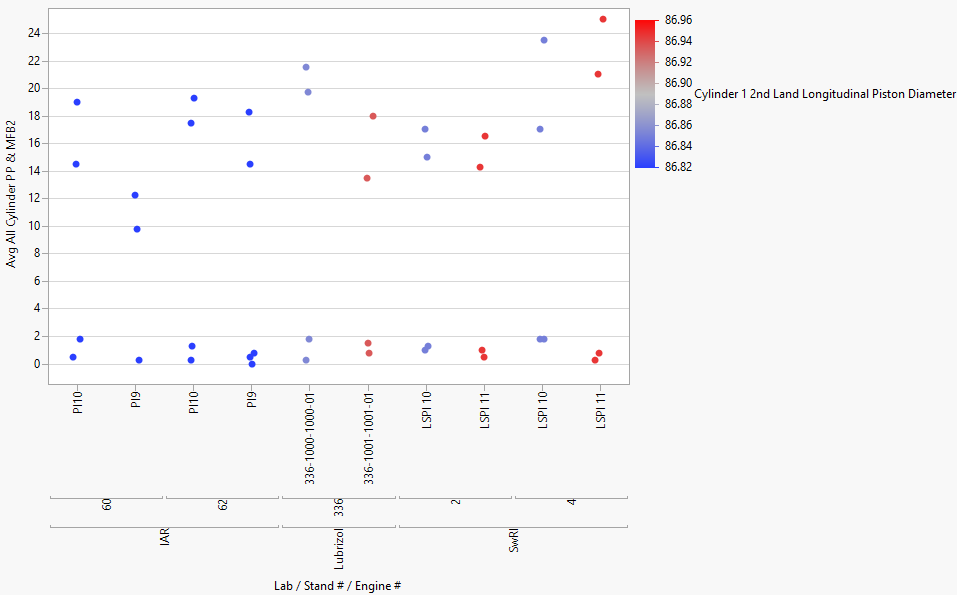 Avg All Cylinder PP & MFB2
24
22
20
18
16
14
12
10
8
6
4
2
0
86.96
86.94
86.92
86.90
86.88
86.86
86.84
86.82
Cylinder 1 2nd Land Longitudinal Piston Diameter
PI10
PI9
PI10
PI9
336-1000-1000-01
336-1001-1001-01
LSPI 10
LSPI 11
LSPI 10
LSPI 11
60
62
336
2
4
IAR
Lubrizol
SwRI
Lab / Stand # / Engine #